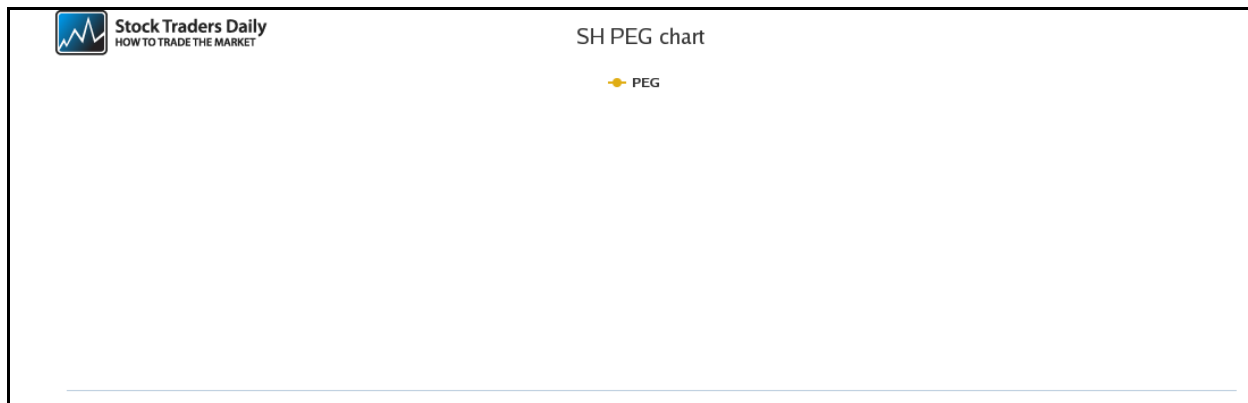 Stock Traders Daily
HOW TO TRADE THE MARKET
SH PEG chart
PEG